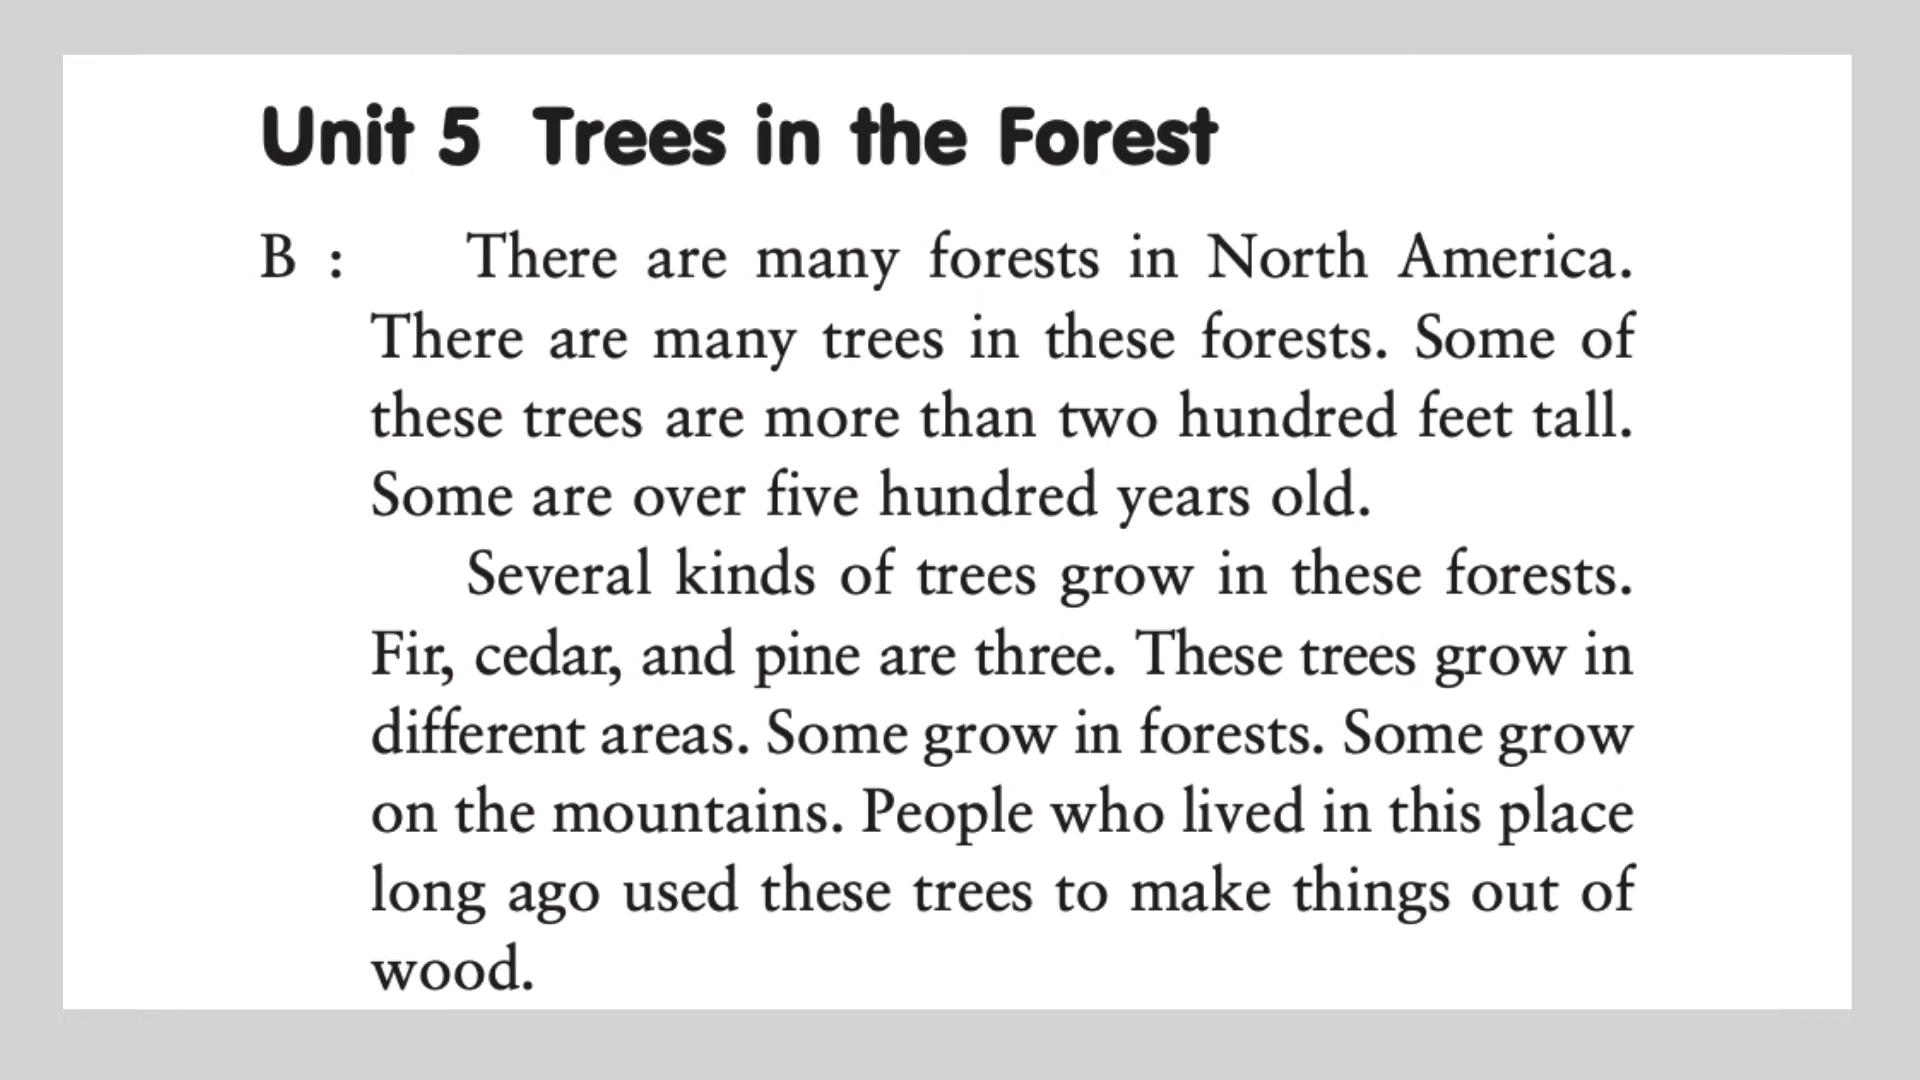 Unit 5 Trees in the Forest
B : There are many forests in North America.
There are many trees in these forests. Some of
these trees are more than two hundred feet tall.
Some are over five hundred years old.
Several kinds of trees grow in these forests.
Fir, cedar, and pine are three. These trees grow in
different areas. Some grow in forests. Some grow
on the mountains. People who lived in this place
long ago used these trees to make things out of
wood.